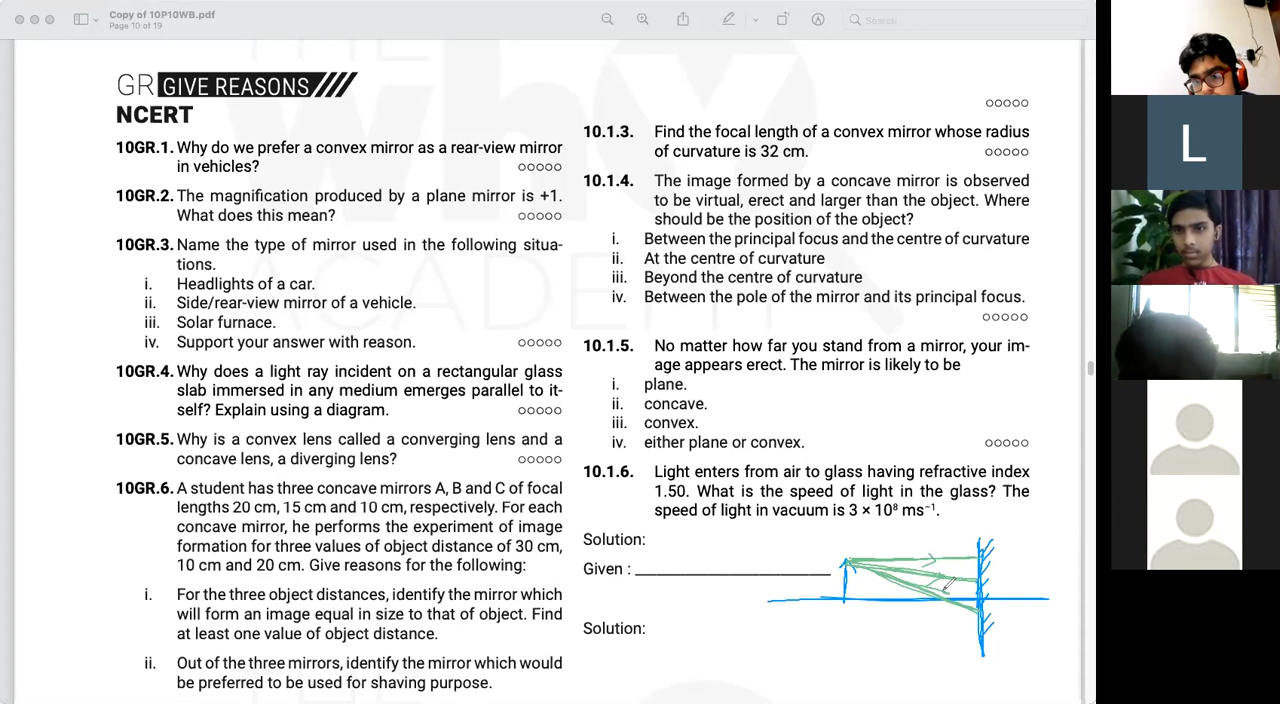 Copy of 10P10WB.pdf
Page 10 of 19
Search
GR GIVE REASONS
NCERT
10GR.1. Why do we prefer a convex mirror as a rear-view mirror
in vehicles? ○○○○○
10GR.2. The magnification produced by a plane mirror is +1.
What does this mean? ○○○○○
10GR.3. Name the type of mirror used in the following situa-
tions.
i. Headlights of a car.
ii. Side/rear-view mirror of a vehicle.
iii. Solar furnace.
iv. Support your answer with reason. ○○○○○
10GR.4. Why does a light ray incident on a rectangular glass
slab immersed in any medium emerges parallel to it-
self? Explain using a diagram. ○○○○○
10GR.5. Why is a convex lens called a converging lens and a
concave lens, a diverging lens? ○○○○○
10GR.6. A student has three concave mirrors A, B and C of focal
lengths 20 cm, 15 cm and 10 cm, respectively. For each
concave mirror, he performs the experiment of image
formation for three values of object distance of 30 cm,
10 cm and 20 cm. Give reasons for the following:
i. For the three object distances, identify the mirror which
will form an image equal in size to that of object. Find
at least one value of object distance.
ii. Out of the three mirrors, identify the mirror which would
be preferred to be used for shaving purpose.
○○○○○
10.1.3. Find the focal length of a convex mirror whose radius
of curvature is 32 cm. ○○○○○
10.1.4. The image formed by a concave mirror is observed
to be virtual, erect and larger than the object. Where
should be the position of the object?
i. Between the principal focus and the centre of curvature
ii. At the centre of curvature
iii. Beyond the centre of curvature
iv. Between the pole of the mirror and its principal focus.
○○○○○
10.1.5. No matter how far you stand from a mirror, your im-
age appears erect. The mirror is likely to be
i. plane.
ii. concave.
iii. convex.
iv. either plane or convex. ○○○○○
10.1.6. Light enters from air to glass having refractive index
1.50. What is the speed of light in the glass? The
speed of light in vacuum is 3 × 10⁸ ms⁻¹.
Solution:
Given : ____________________
Solution:
THE
WHY
ACADEMY
L